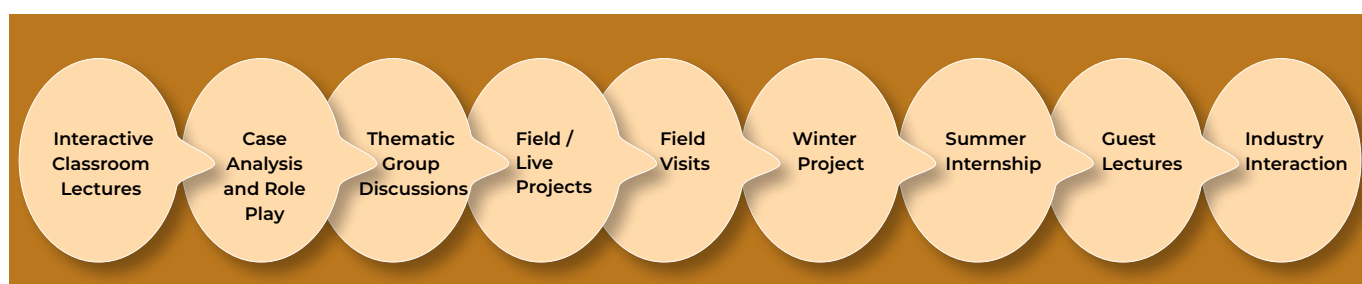 Interactive
Classroom
Lectures
Case
Analysis
and Role
Play
Thematic
Group
Discussions
Field /
Live
Projects
Field
Visits
Winter
Project
Summer
Internship
Guest
Lectures
Industry
Interaction